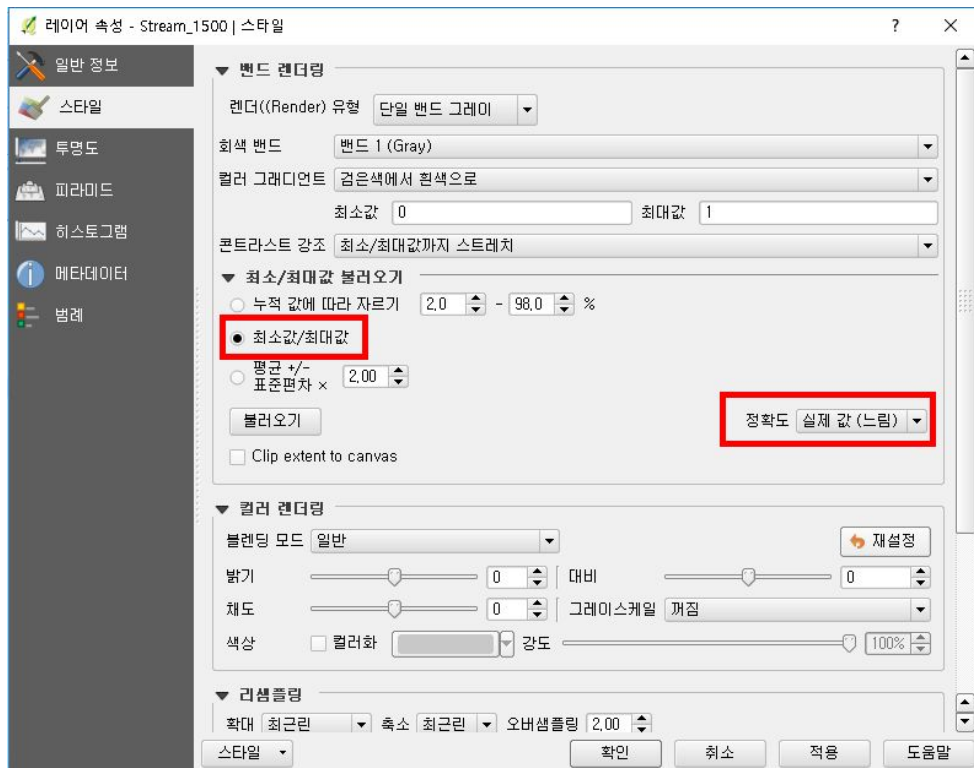 레이어 속성 - Stream_1500 | 스타일
일반 정보
스타일
투명도
피라미드
히스토그램
메타데이터
범례
밴드 렌더링
렌더((Render) 유형 단일 밴드 그레이
회색 밴드 밴드 1 (Gray)
컬러 그래디언트 검은색에서 흰색으로
최소값 0 최대값 1
콘트라스트 강조 최소/최대값까지 스트레치
최소/최대값 불러오기
누적 값에 따라 자르기 2,0 - 98,0 %
최소값/최대값
평균 +/-
표준편차 × 2,00
불러오기 정확도 실제 값 (느림)
Clip extent to canvas
컬러 렌더링
블렌딩 모드 일반 재설정
밝기 0 대비 0
채도 0 그레이스케일 꺼짐
색상 컬러화 강도 100%
리샘플링
확대 최근린 축소 최근린 오버샘플링 2,00
스타일 확인 취소 적용 도움말